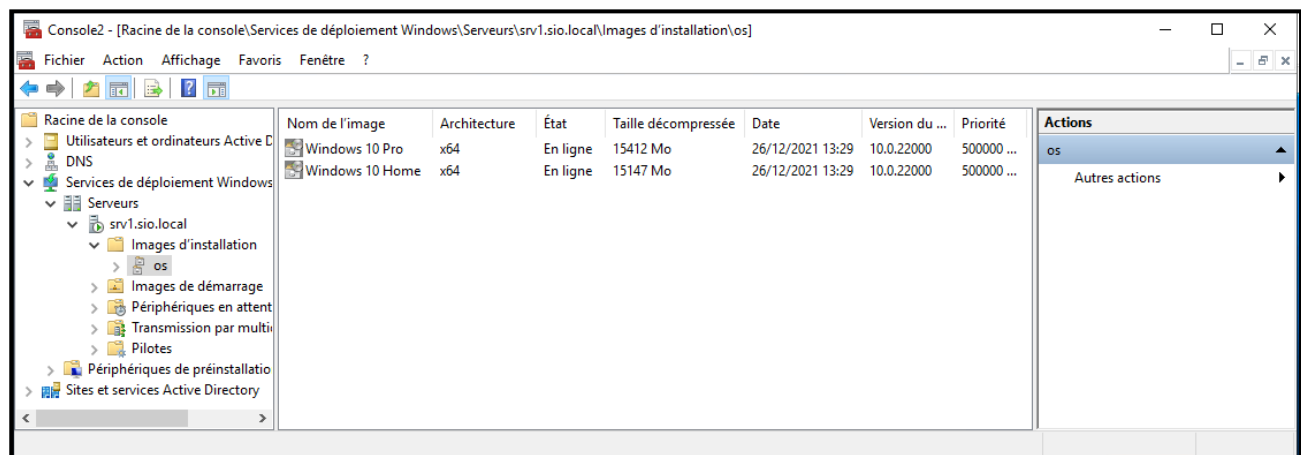 Console2 - [Racine de la console\Services de déploiement Windows\Serveurs\srv1.sio.local\Images d'installation\os]
Fichier Action Affichage Favoris Fenêtre ?
Racine de la console
Utilisateurs et ordinateurs Active D
DNS
Services de déploiement Windows
Serveurs
srv1.sio.local
Images d'installation
os
Images de démarrage
Périphériques en attent
Transmission par multi
Pilotes
Périphériques de préinstallatio
Sites et services Active Directory
Nom de l'image Architecture État Taille décompressée Date Version du ... Priorité
Windows 10 Pro x64 En ligne 15412 Mo 26/12/2021 13:29 10.0.22000 500000 ...
Windows 10 Home x64 En ligne 15147 Mo 26/12/2021 13:29 10.0.22000 500000 ...
Actions
os
Autres actions